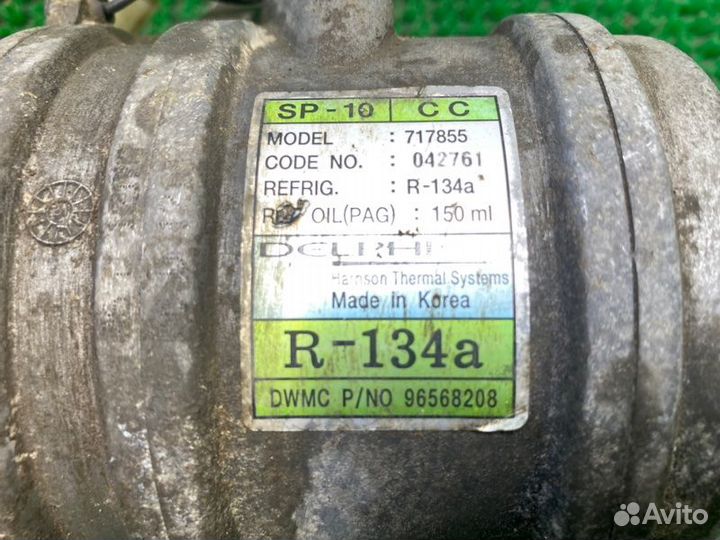 SP-10 CC
MODEL : 717855
CODE NO. : 042761
REFRIG. : R-134a
OIL(PAG) : 150 ml
DELPHI
Harrison Thermal Systems
Made in Korea
R-134a
DWMC P/NO 96568208
Avito